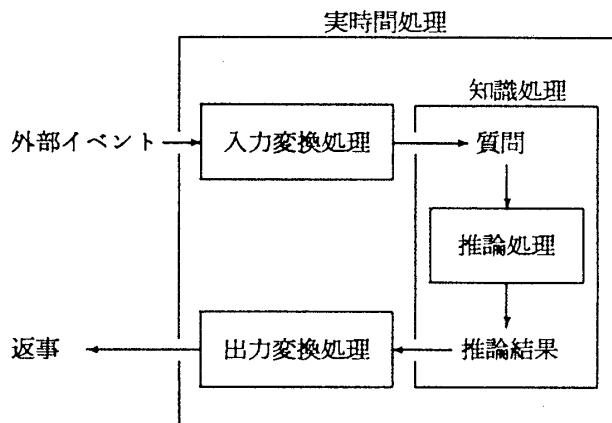 実時間処理
知識処理
外部イベント
入力変換処理
質問
推論処理
返事
出力変換処理
推論結果